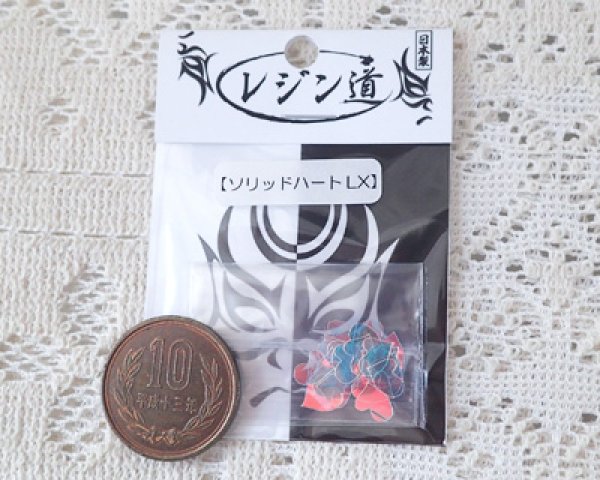 日本製
レジン道
【ソリッドハートLX】
10
平成十三年